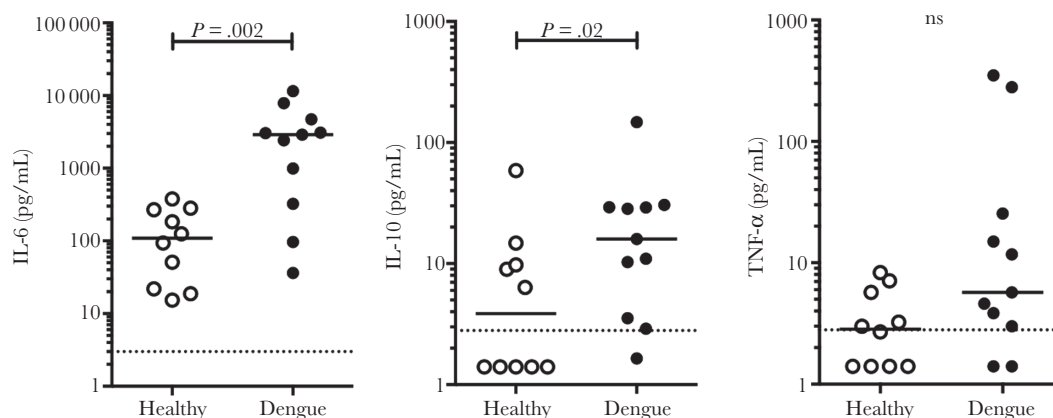 100 000
10 000
1000
100
10
1
IL-6 (pg/mL)
P = .002
Healthy Dengue
1000
100
10
1
IL-10 (pg/mL)
P = .02
Healthy Dengue
1000
100
10
1
TNF-α (pg/mL)
ns
Healthy Dengue